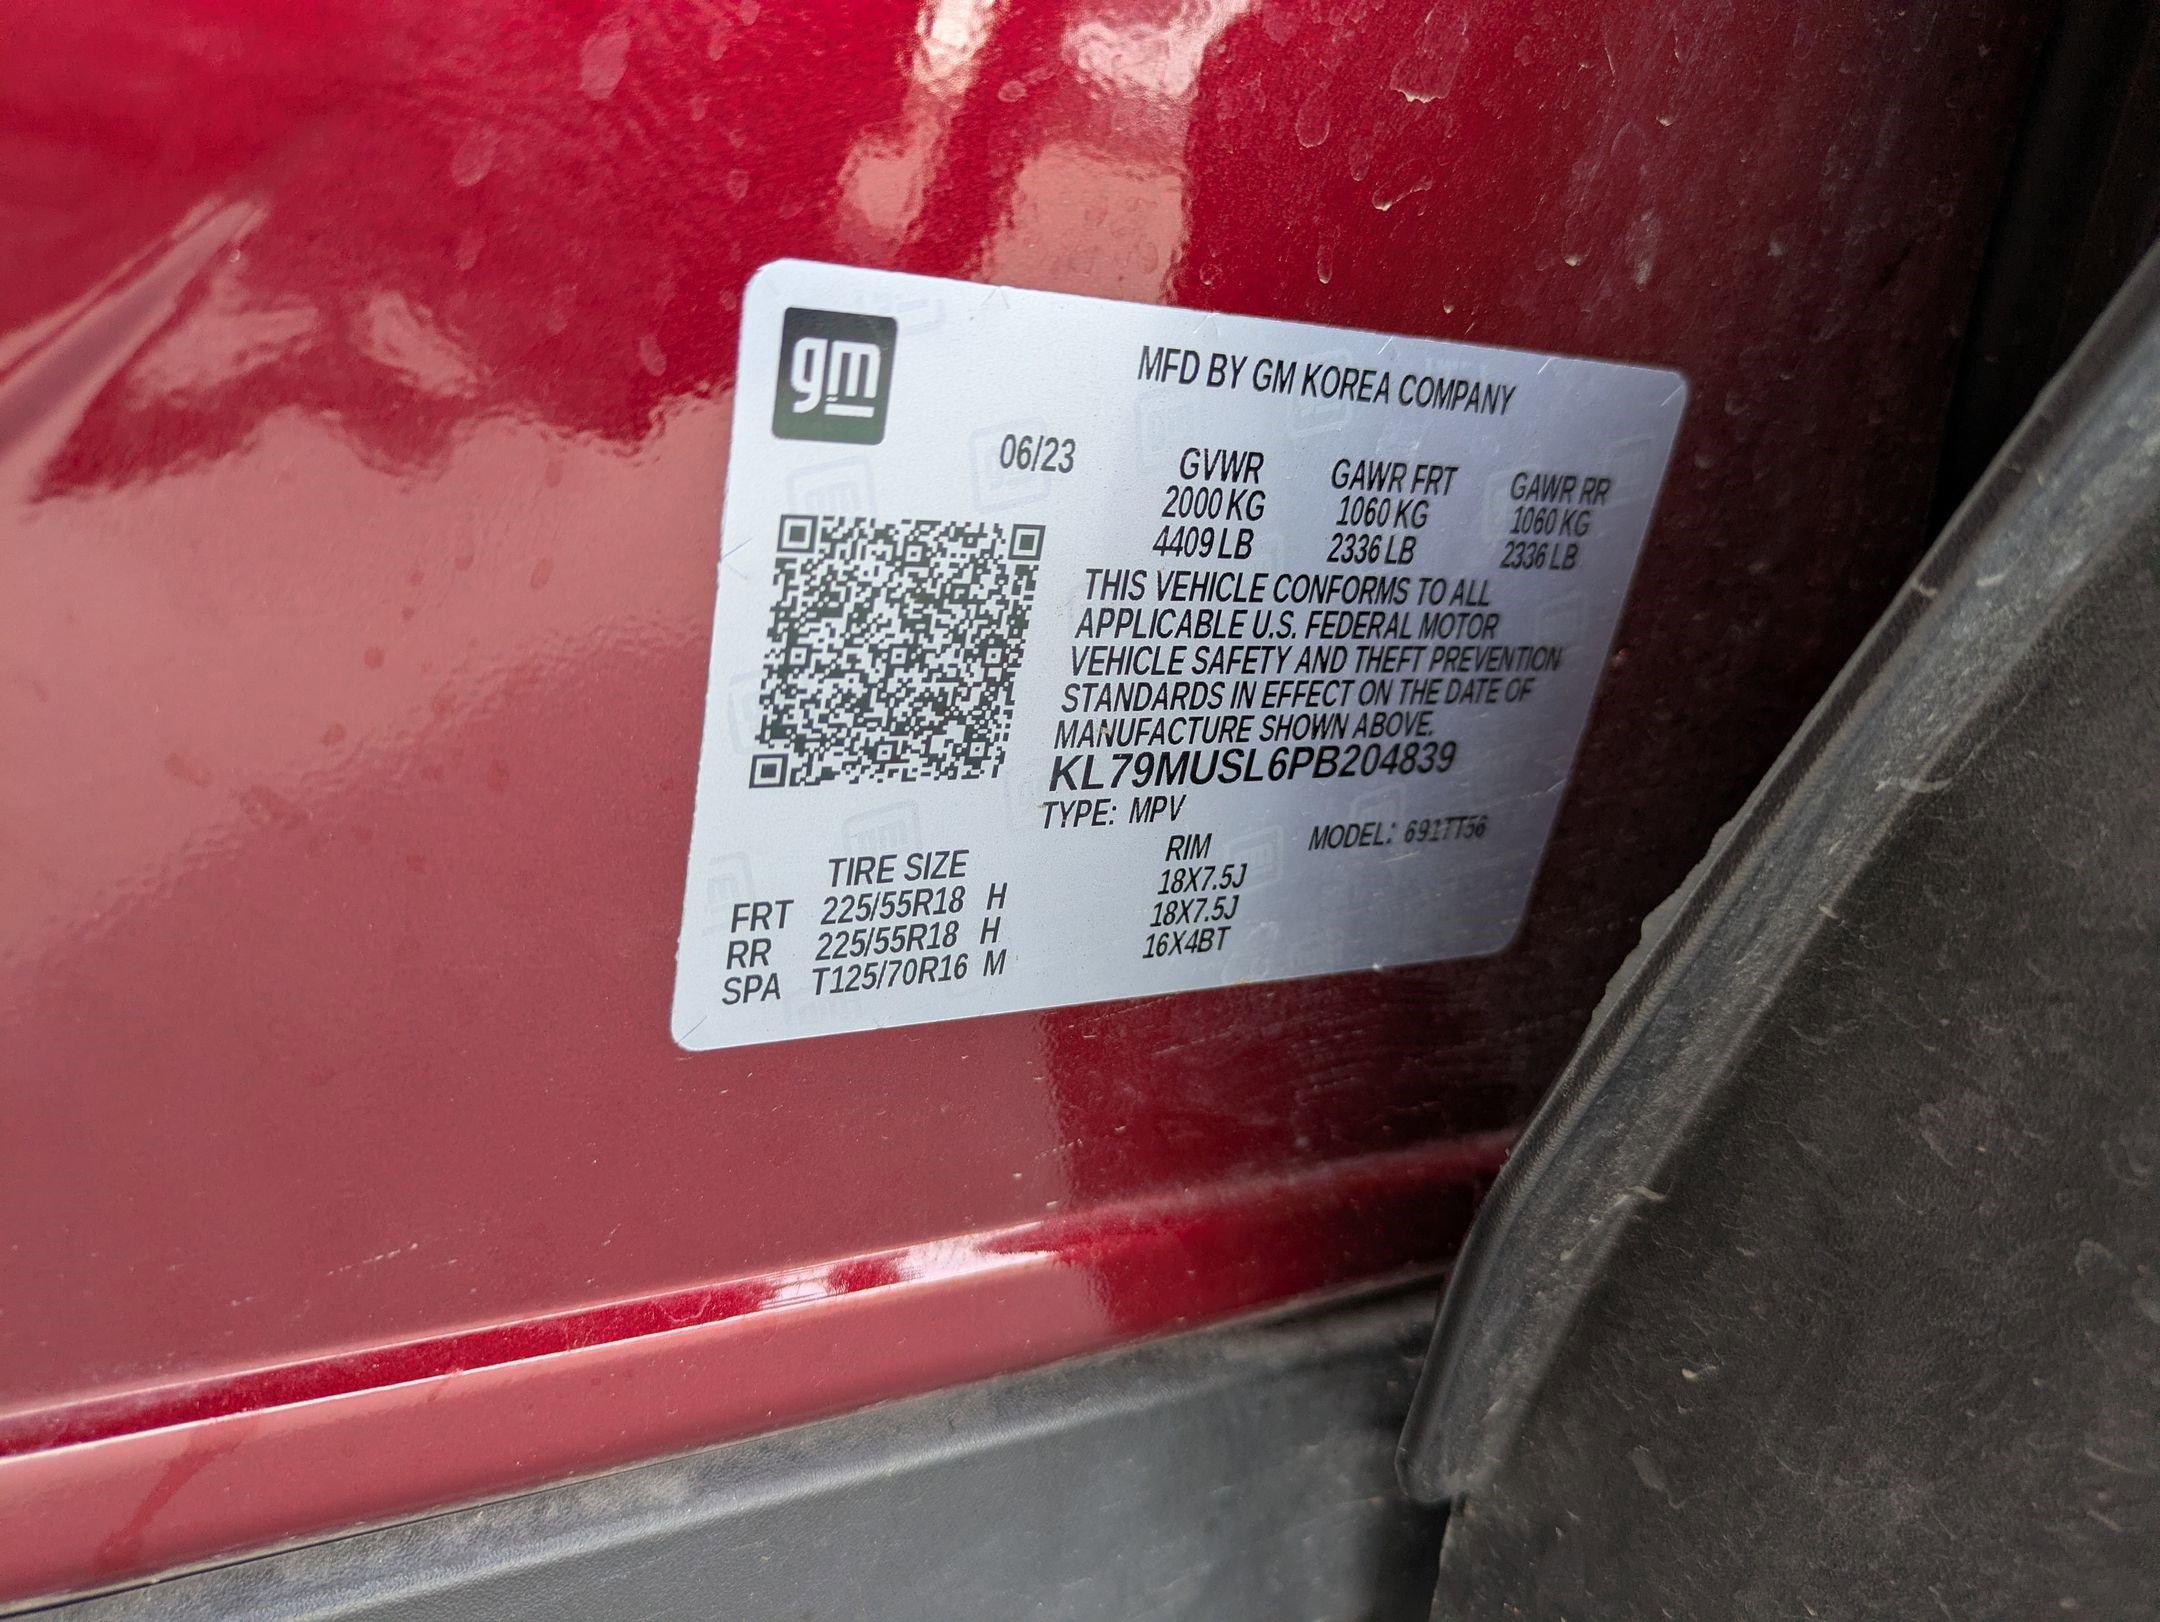 gm
MFD BY GM KOREA COMPANY
06/23
GVWR GAWR FRT GAWR RR
2000 KG 1060 KG 1060 KG
4409 LB 2336 LB 2336 LB
THIS VEHICLE CONFORMS TO ALL
APPLICABLE U.S. FEDERAL MOTOR
VEHICLE SAFETY AND THEFT PREVENTION
STANDARDS IN EFFECT ON THE DATE OF
MANUFACTURE SHOWN ABOVE.
KL79MUSL6PB204839
TYPE: MPV
MODEL: 691TT56
TIRE SIZE RIM
FRT 225/55R18 H 18X7.5J
RR 225/55R18 H 18X7.5J
SPA T125/70R16 M 16X4BT